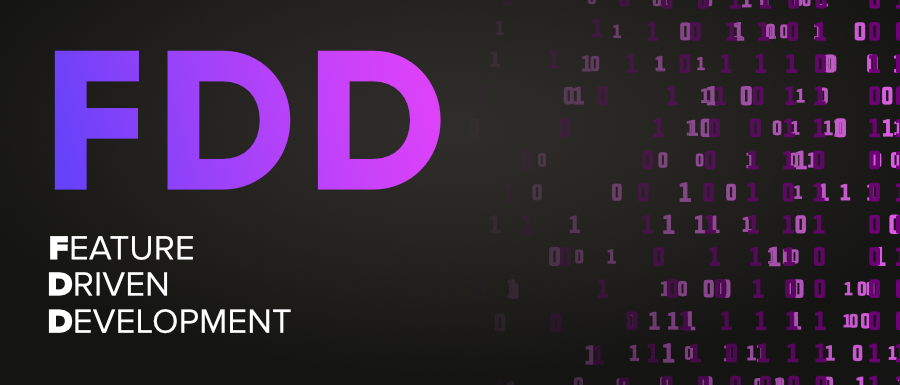 FDD
FEATURE
DRIVEN
DEVELOPMENT